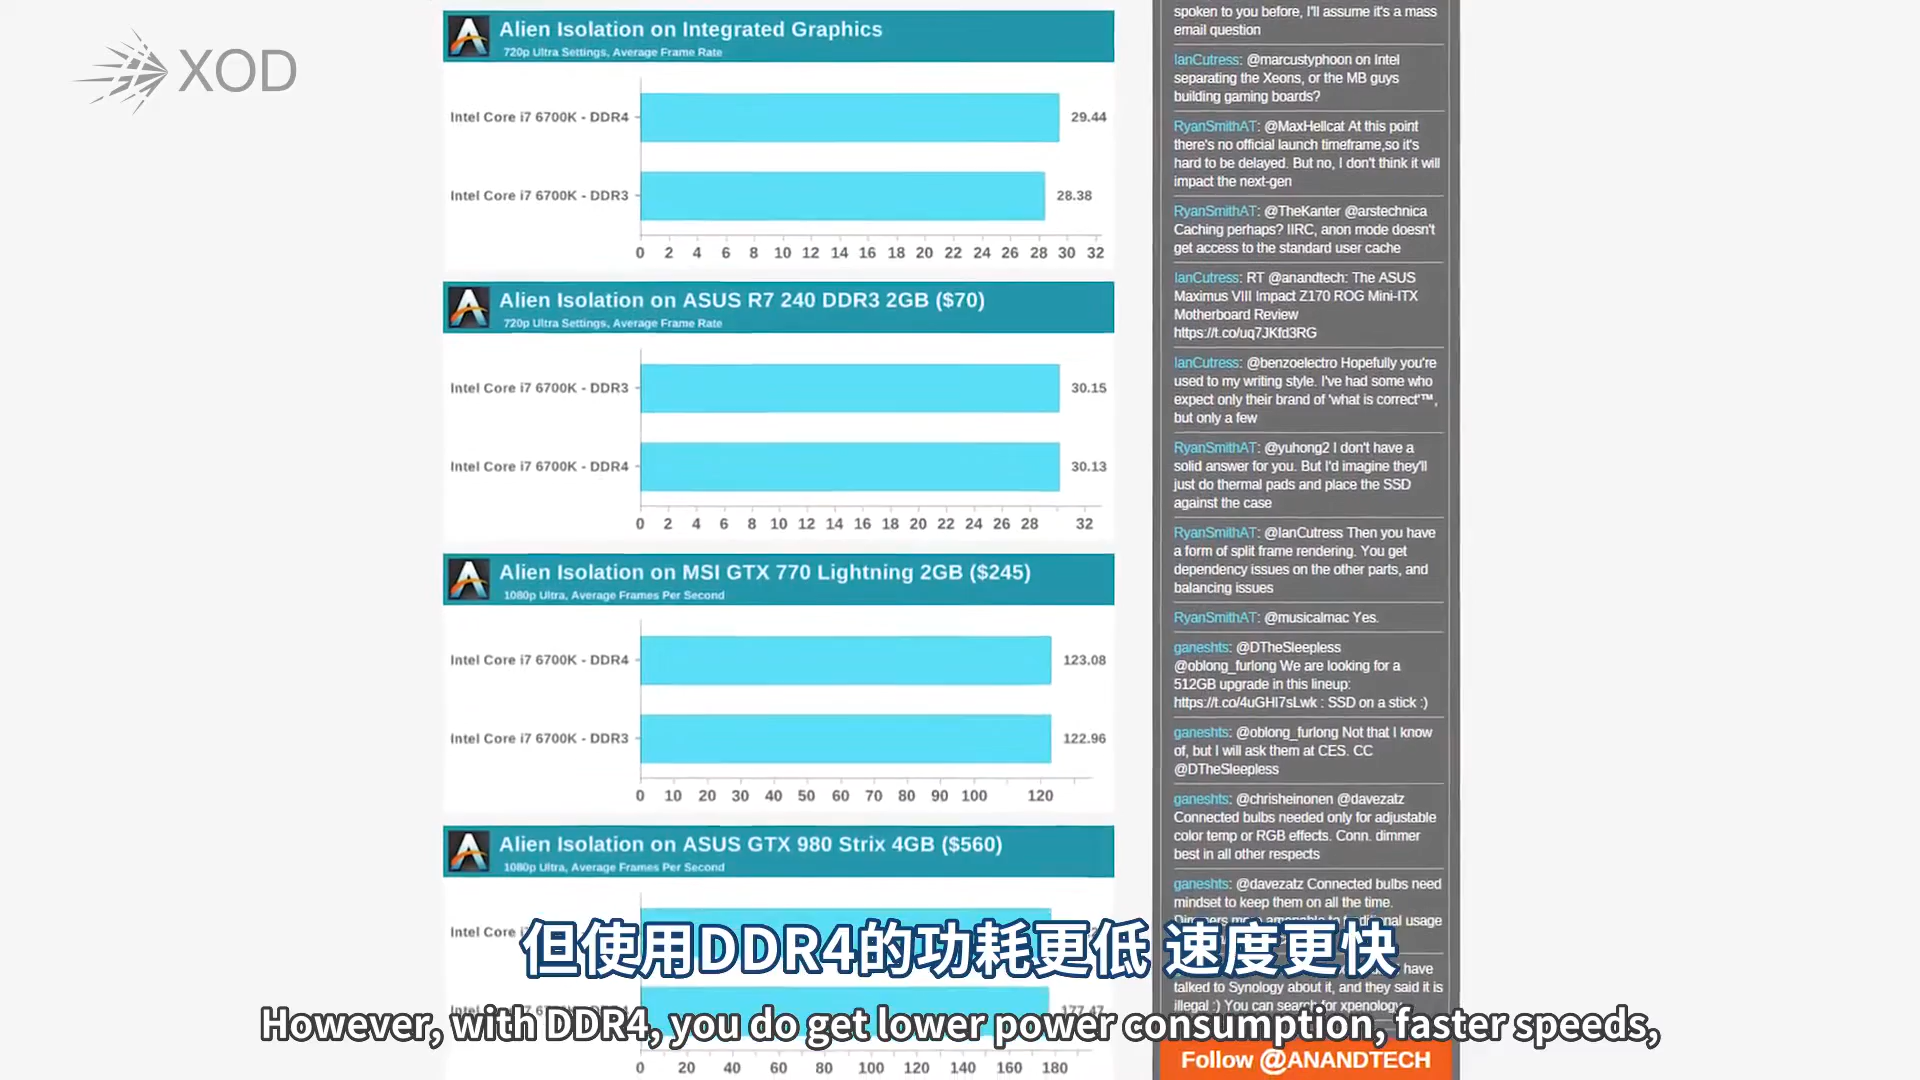 XOD
Alien Isolation on Integrated Graphics
720p Ultra Settings, Average Frame Rate
Intel Core i7 6700K - DDR4
29.44
Intel Core i7 6700K - DDR3
28.38
0 2 4 6 8 10 12 14 16 18 20 22 24 26 28 30 32
Alien Isolation on ASUS R7 240 DDR3 2GB ($70)
720p Ultra Settings, Average Frame Rate
Intel Core i7 6700K - DDR3
30.15
Intel Core i7 6700K - DDR4
30.13
0 2 4 6 8 10 12 14 16 18 20 22 24 26 28 32
Alien Isolation on MSI GTX 770 Lightning 2GB ($245)
1080p Ultra, Average Frames Per Second
Intel Core i7 6700K - DDR4
123.08
Intel Core i7 6700K - DDR3
122.96
0 10 20 30 40 50 60 70 80 90 100 120
Alien Isolation on ASUS GTX 980 Strix 4GB ($560)
1080p Ultra, Average Frames Per Second
Intel Core
Intel Core i7 6
177.47
0 20 40 60 80 100 120 140 160 180
spoken to you before, I'll assume it's a mass
email question
IanCutress: @marcustyphoon on Intel
separating the Xeons, or the MB guys
building gaming boards?
RyanSmithAT: @MaxHellcat At this point
there's no official launch timeframe,so it's
hard to be delayed. But no, I don't think it will
impact the next-gen
RyanSmithAT: @TheKanter @arstechnica
Caching perhaps? IIRC, anon mode doesn't
get access to the standard user cache
IanCutress: RT @anandtech: The ASUS
Maximus VIII Impact Z170 ROG Mini-ITX
Motherboard Review
https://t.co/uq7JKfd3RG
IanCutress: @benzoelectro Hopefully you're
used to my writing style. I've had some who
expect only their brand of 'what is correct'™,
but only a few
RyanSmithAT: @yuhong2 I don't have a
solid answer for you. But I'd imagine they'll
just do thermal pads and place the SSD
against the case
RyanSmithAT: @IanCutress Then you have
a form of split frame rendering. You get
dependency issues on the other parts, and
balancing issues
RyanSmithAT: @musicalmac Yes.
ganeshts: @DTheSleepless
@oblong_furlong We are looking for a
512GB upgrade in this lineup:
https://t.co/4uGHI7sLwk : SSD on a stick :)
ganeshts: @oblong_furlong Not that I know
of, but I will ask them at CES. CC
@DTheSleepless
ganeshts: @chrisheinonen @davezatz
Connected bulbs needed only for adjustable
color temp or RGB effects. Conn. dimmer
best in all other respects
ganeshts: @davezatz Connected bulbs need
mindset to keep them on all the time.
Dimmers more amenable to traditional usage
have
talked to Synology about it, and they said it is
illegal :) You can search for xpenology
Follow @ANANDTECH
但使用DDR4的功耗更低 速度更快
However, with DDR4, you do get lower power consumption, faster speeds,